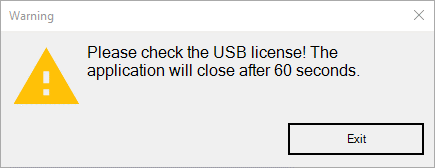 Warning
Please check the USB license! The
application will close after 60 seconds.
Exit